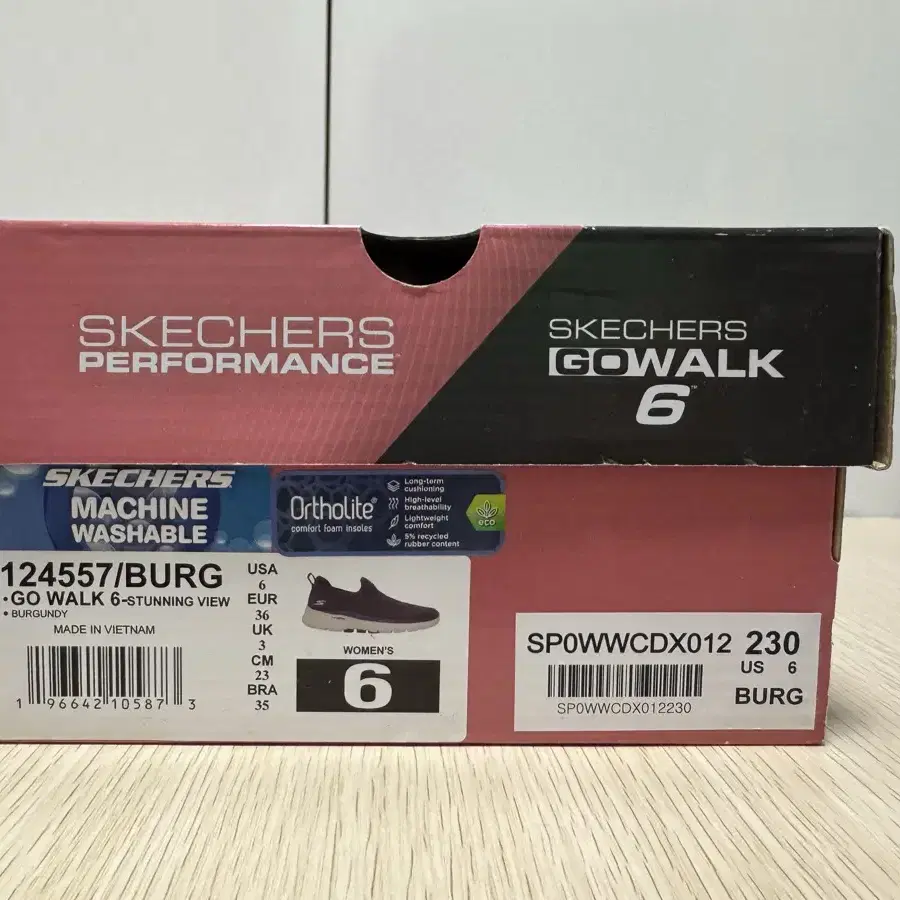 SKECHERS
PERFORMANCE
SKECHERS
GOWALK
6™
SKECHERS
MACHINE
WASHABLE
Ortholite®
comfort foam insoles
Long-term
cushioning
High-level
breathability
Lightweight
comfort
5% recycled
rubber content
eco
124557/BURG
•GO WALK 6-STUNNING VIEW
• BURGUNDY
MADE IN VIETNAM
1 96642 10587 3
USA
6
EUR
36
UK
3
CM
23
BRA
35
WOMEN'S
6
SP0WWCDX012 230
US 6
SP0WWCDX012230
BURG